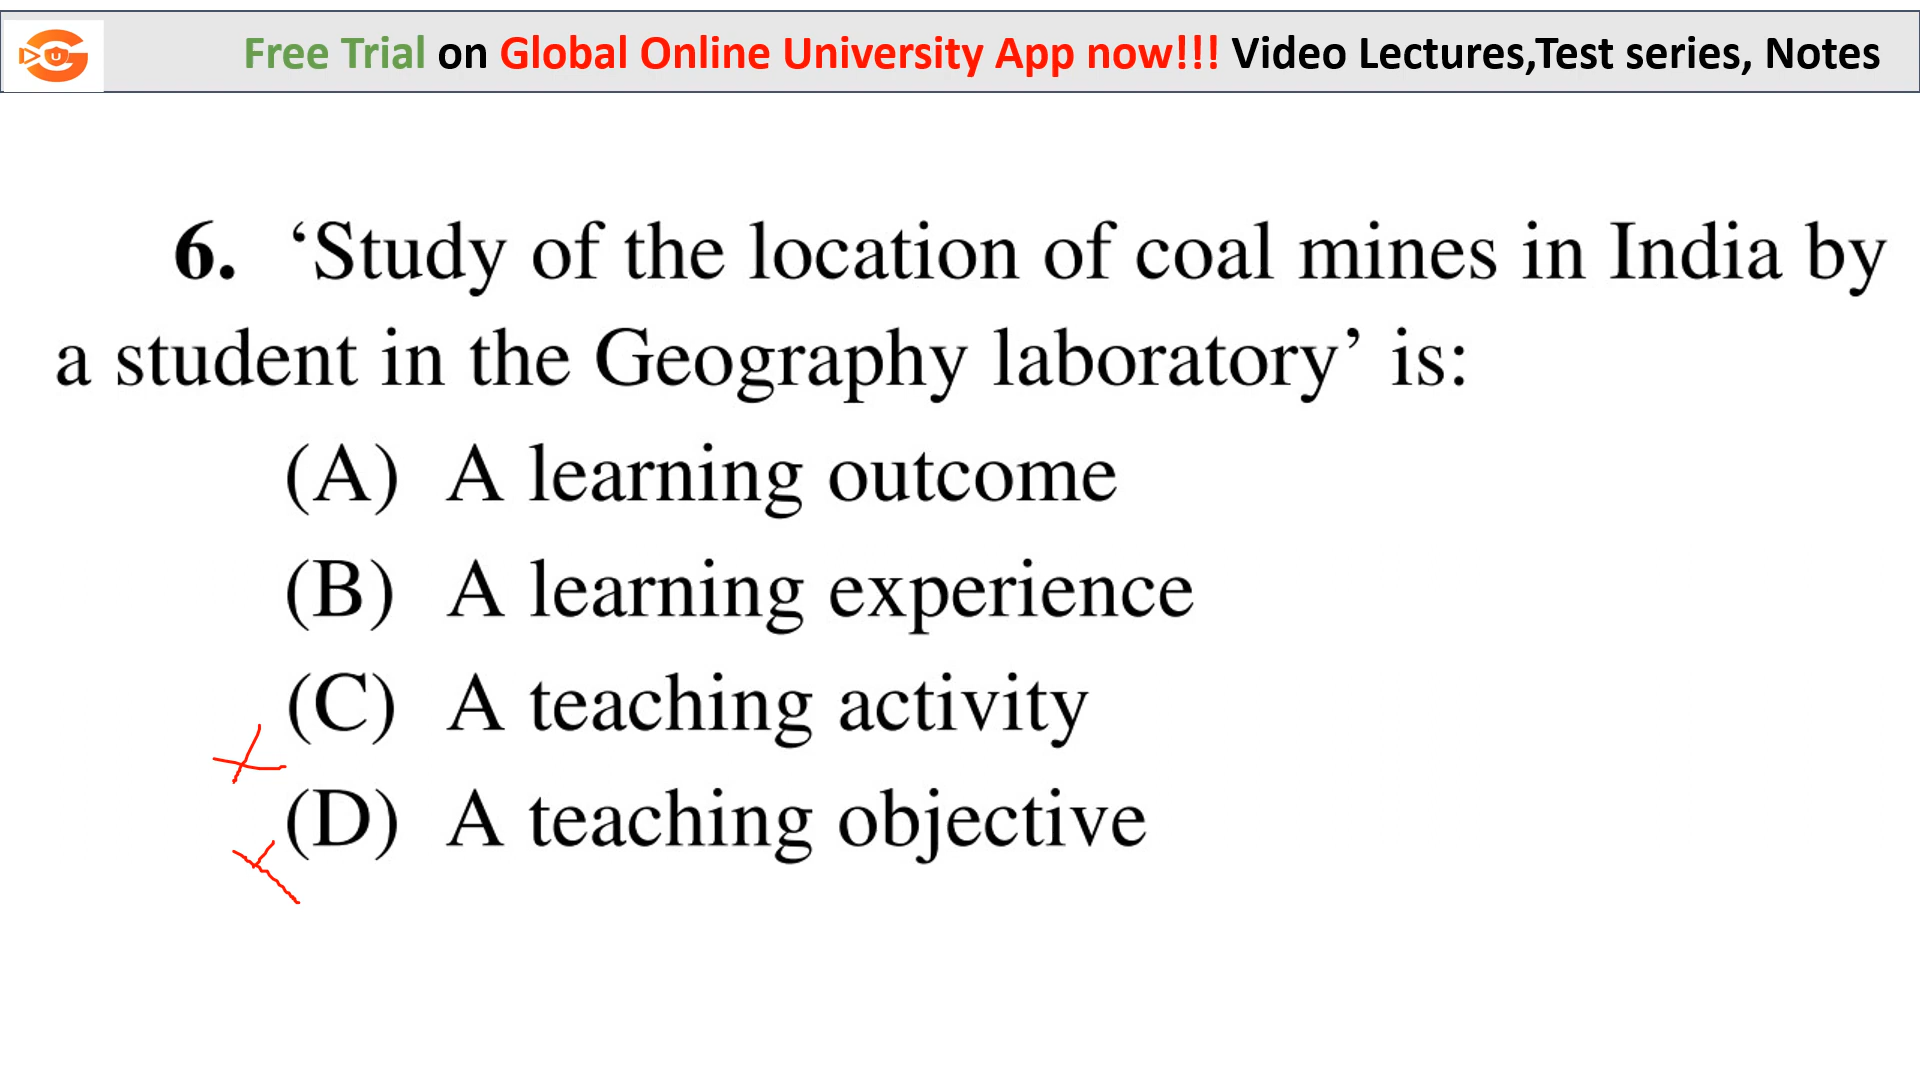 Free Trial on Global Online University App now!!! Video Lectures,Test series, Notes
6. ‘Study of the location of coal mines in India by
a student in the Geography laboratory’ is:
(A) A learning outcome
(B) A learning experience
(C) A teaching activity
(D) A teaching objective